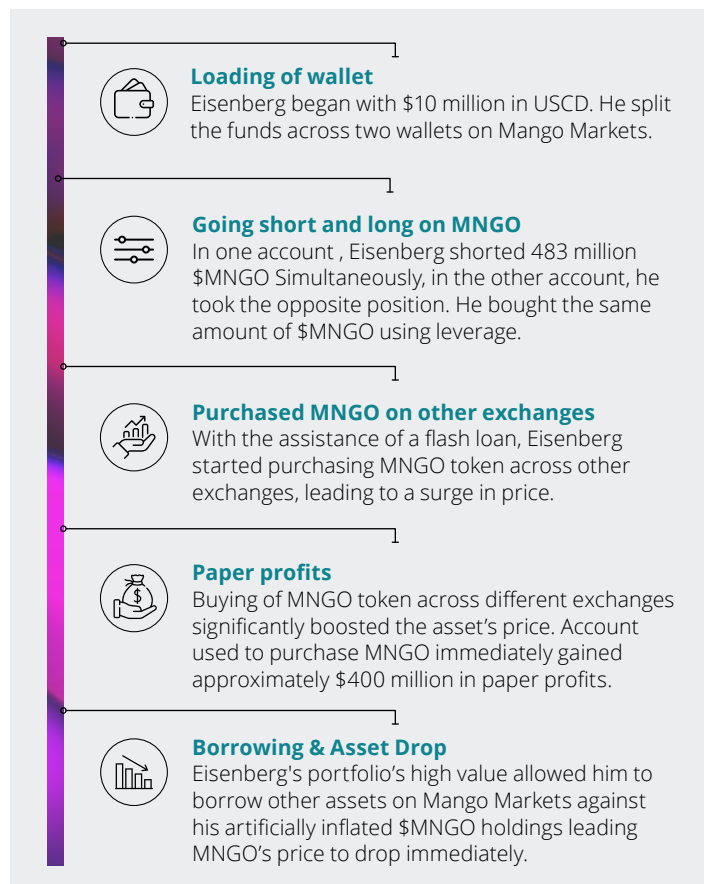 Loading of wallet
Eisenberg began with $10 million in USCD. He split
the funds across two wallets on Mango Markets.
Going short and long on MNGO
In one account , Eisenberg shorted 483 million
$MNGO Simultaneously, in the other account, he
took the opposite position. He bought the same
amount of $MNGO using leverage.
Purchased MNGO on other exchanges
With the assistance of a flash loan, Eisenberg
started purchasing MNGO token across other
exchanges, leading to a surge in price.
Paper profits
Buying of MNGO token across different exchanges
significantly boosted the asset’s price. Account
used to purchase MNGO immediately gained
approximately $400 million in paper profits.
Borrowing & Asset Drop
Eisenberg's portfolio’s high value allowed him to
borrow other assets on Mango Markets against
his artificially inflated $MNGO holdings leading
MNGO’s price to drop immediately.